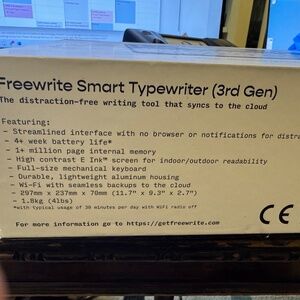 Freewrite Smart Typewriter (3rd Gen)
The distraction-free writing tool that syncs to the cloud
Featuring:
- Streamlined interface with no browser or notifications for distra
- 4+ week battery life*
- 1+ million page internal memory
- High contrast E Ink™ screen for indoor/outdoor readability
- Full-size mechanical keyboard
- Durable, lightweight aluminum housing
- Wi-Fi with seamless backups to the cloud
- 297mm x 237mm x 70mm (11.7" x 9.3" x 2.7")
- 1.8kg (4lbs)
*with typical usage of 30 minutes per day with WiFi radio off
For more information go to https://getfreewrite.com
CE